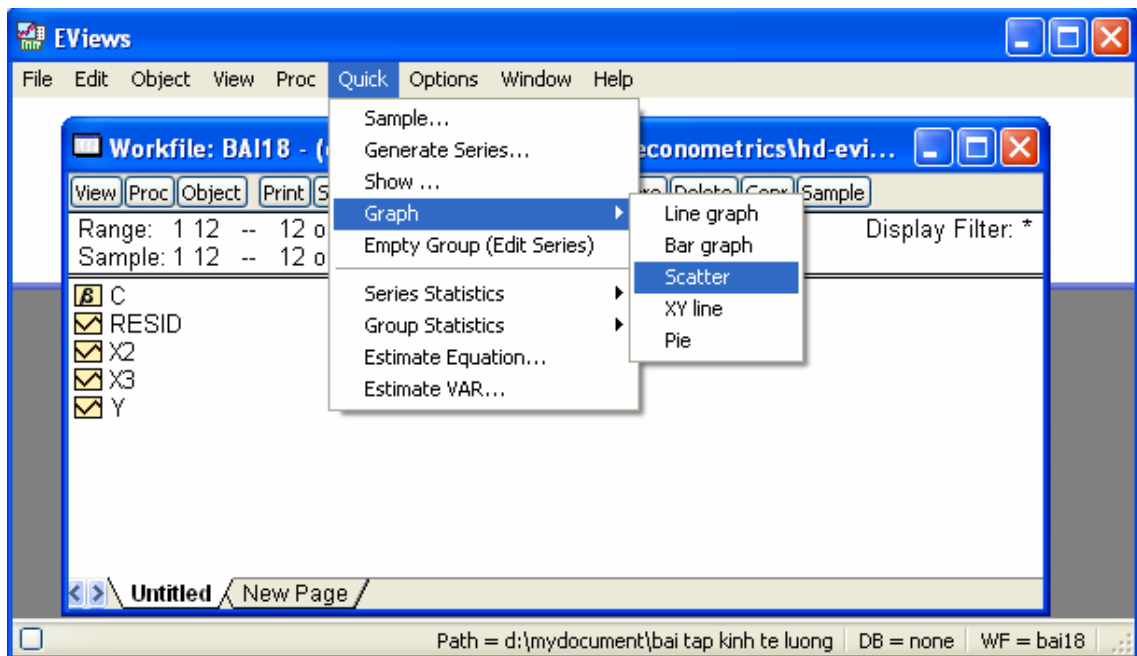 EViews
File Edit Object View Proc Quick Options Window Help
Sample...
Generate Series...
Show ...
Graph
Empty Group (Edit Series)
Series Statistics
Group Statistics
Estimate Equation...
Estimate VAR...
Line graph
Bar graph
Scatter
XY line
Pie
Workfile: BAI18 - ( econometrics\hd-evi...
View Proc Object Print Sample
Range: 1 12 -- 12 o Display Filter: *
Sample: 1 12 -- 12 o
β C
RESID
X2
X3
Y
Untitled New Page
Path = d:\mydocument\bai tap kinh te luong DB = none WF = bai18